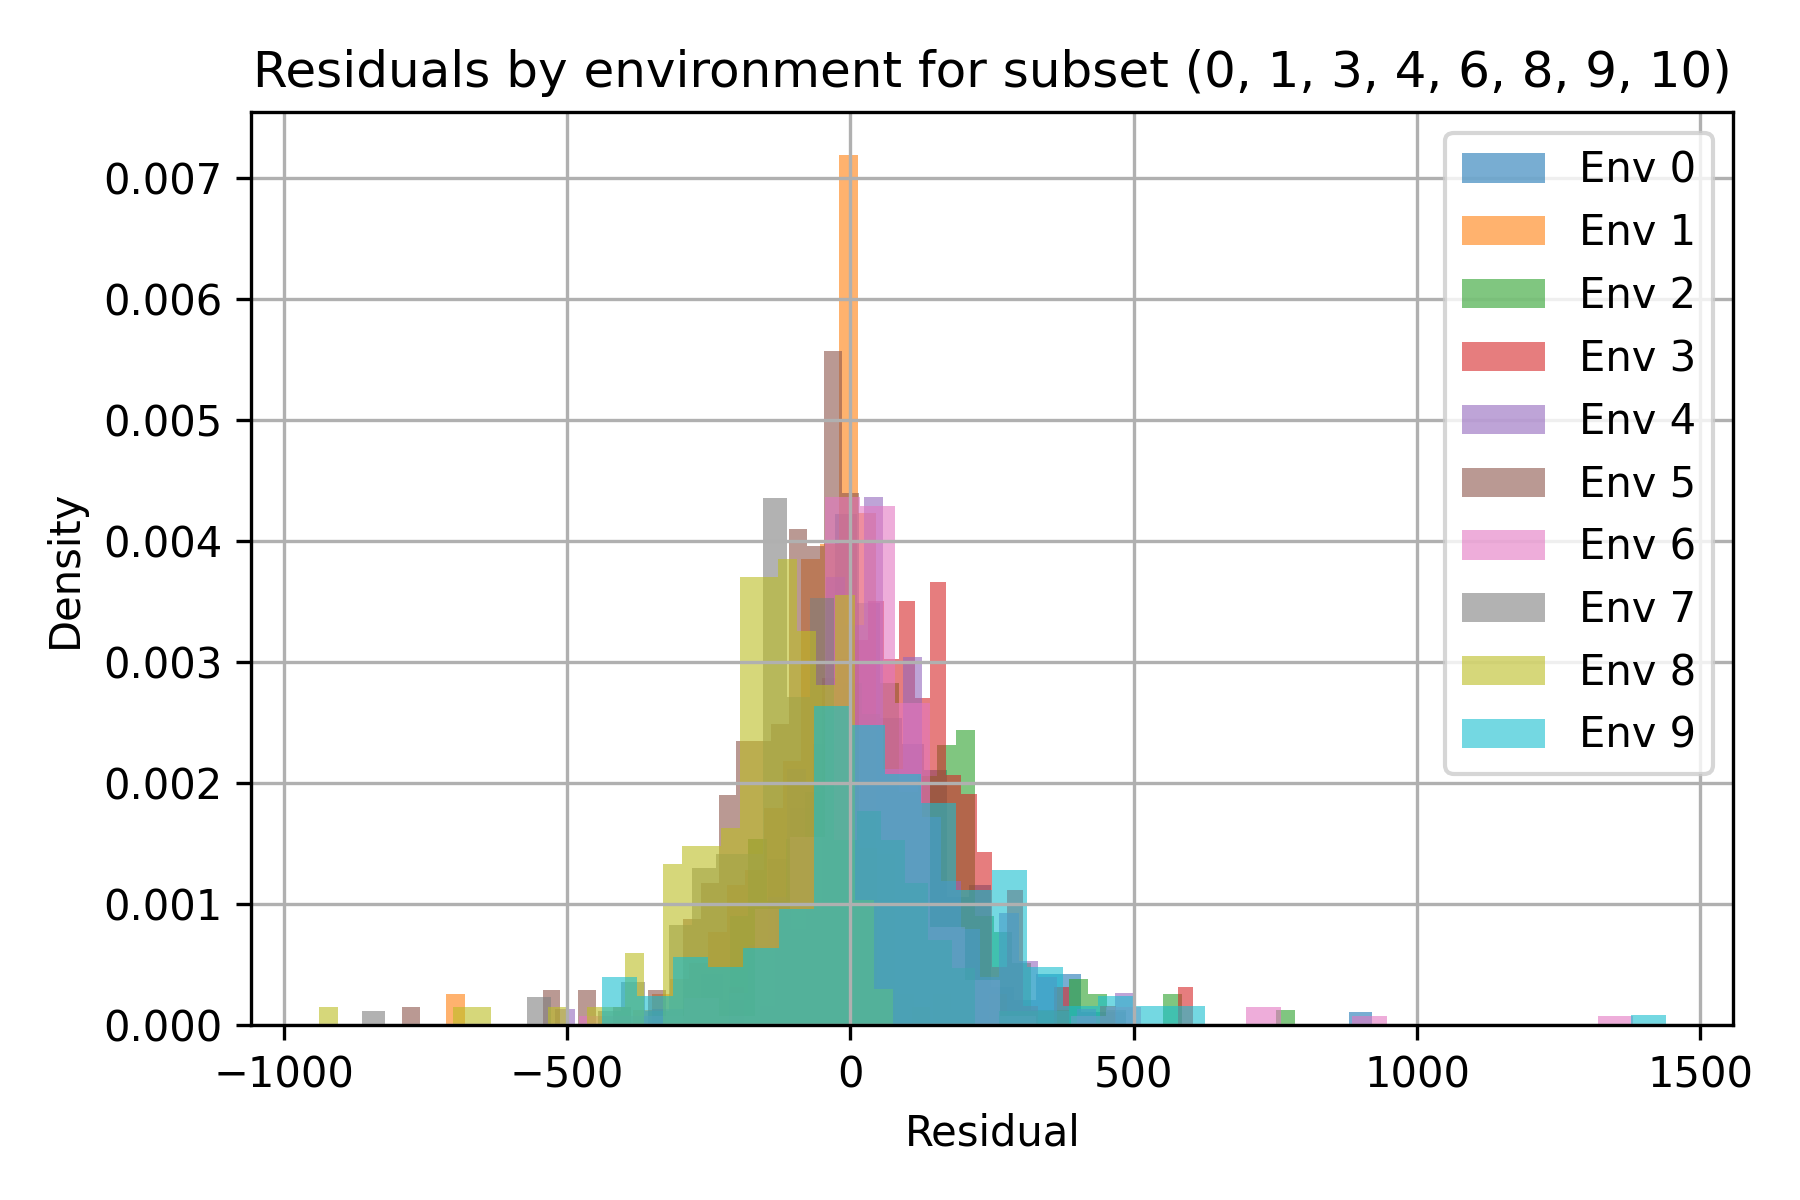 Residuals by environment for subset (0, 1, 3, 4, 6, 8, 9, 10)
0.007
0.006
0.005
0.004
0.003
0.002
0.001
0.000
Density
Env 0
Env 1
Env 2
Env 3
Env 4
Env 5
Env 6
Env 7
Env 8
Env 9
−1000 −500 0 500 1000 1500
Residual